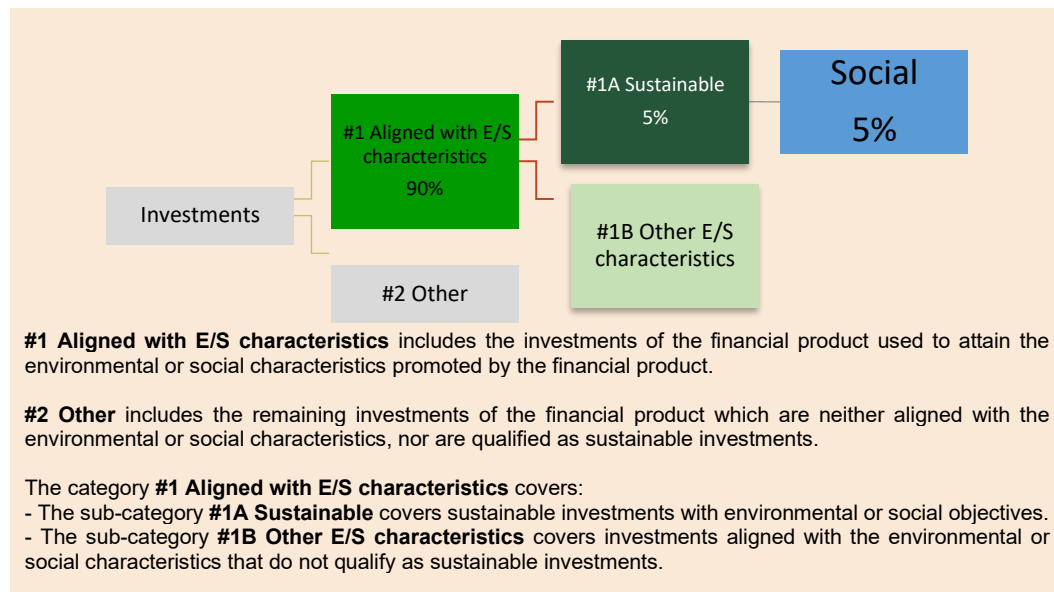 Investments
#1 Aligned with E/S
characteristics
90%
#2 Other
#1A Sustainable
5%
#1B Other E/S
characteristics
Social
5%
#1 Aligned with E/S characteristics includes the investments of the financial product used to attain the
environmental or social characteristics promoted by the financial product.
#2 Other includes the remaining investments of the financial product which are neither aligned with the
environmental or social characteristics, nor are qualified as sustainable investments.
The category #1 Aligned with E/S characteristics covers:
- The sub-category #1A Sustainable covers sustainable investments with environmental or social objectives.
- The sub-category #1B Other E/S characteristics covers investments aligned with the environmental or
social characteristics that do not qualify as sustainable investments.